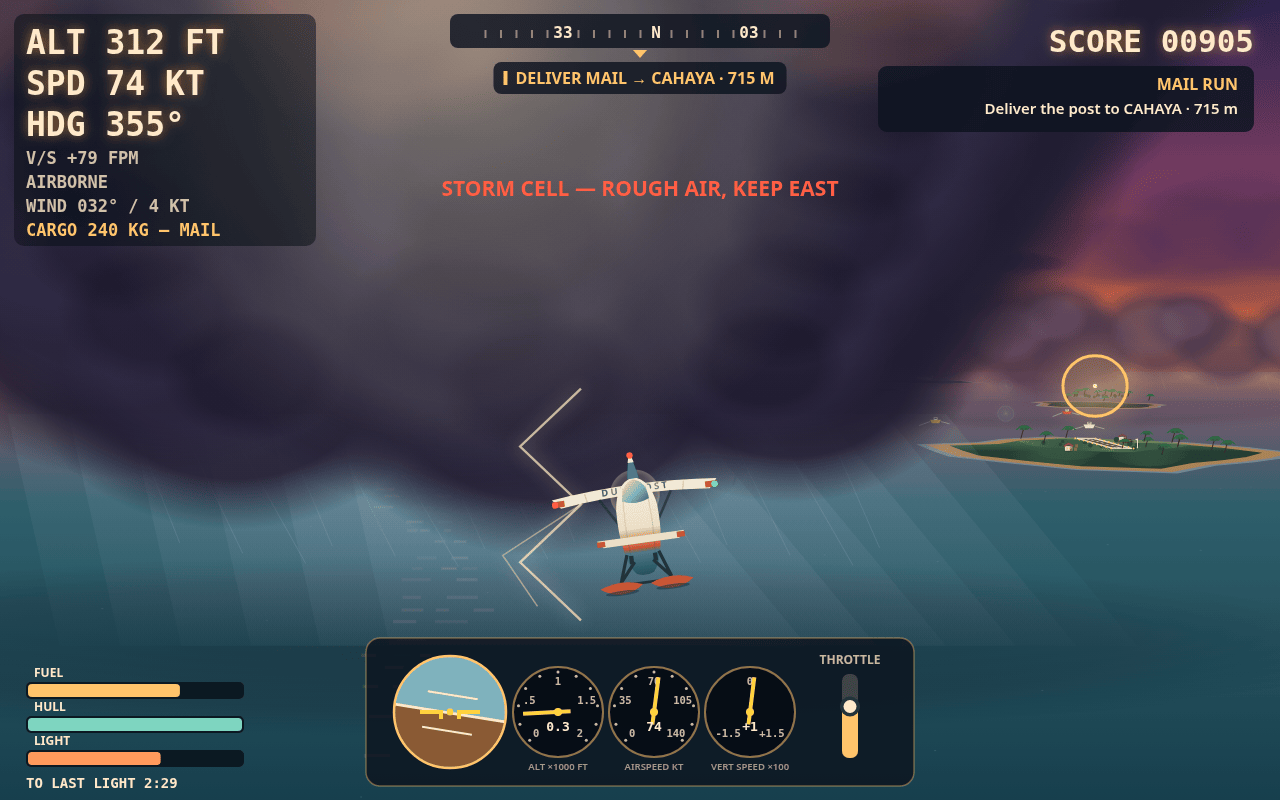 ALT 312 FT
SPD 74 KT
HDG 355°
V/S +79 FPM
AIRBORNE
WIND 032° / 4 KT
CARGO 240 KG — MAIL
33 N 03
DELIVER MAIL → CAHAYA · 715 M
SCORE 00905
MAIL RUN
Deliver the post to CAHAYA · 715 m
STORM CELL — ROUGH AIR, KEEP EAST
FUEL
HULL
LIGHT
TO LAST LIGHT 2:29
0 .5 1 1.5 2
0.3
ALT ×1000 FT
0 35 70 105 140
74
AIRSPEED KT
-1.5 0 +1.5
+1
VERT SPEED ×100
THROTTLE